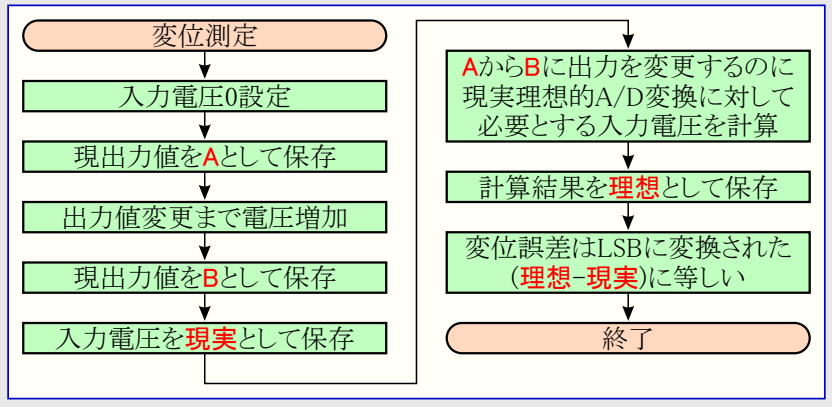 変位測定
入力電圧0設定
現出力値をAとして保存
出力値変更まで電圧増加
現出力値をBとして保存
入力電圧を現実として保存
AからBに出力を変更するのに
現実理想的A/D変換に対して
必要とする入力電圧を計算
計算結果を理想として保存
変位誤差はLSBに変換された
(理想-現実)に等しい
終了